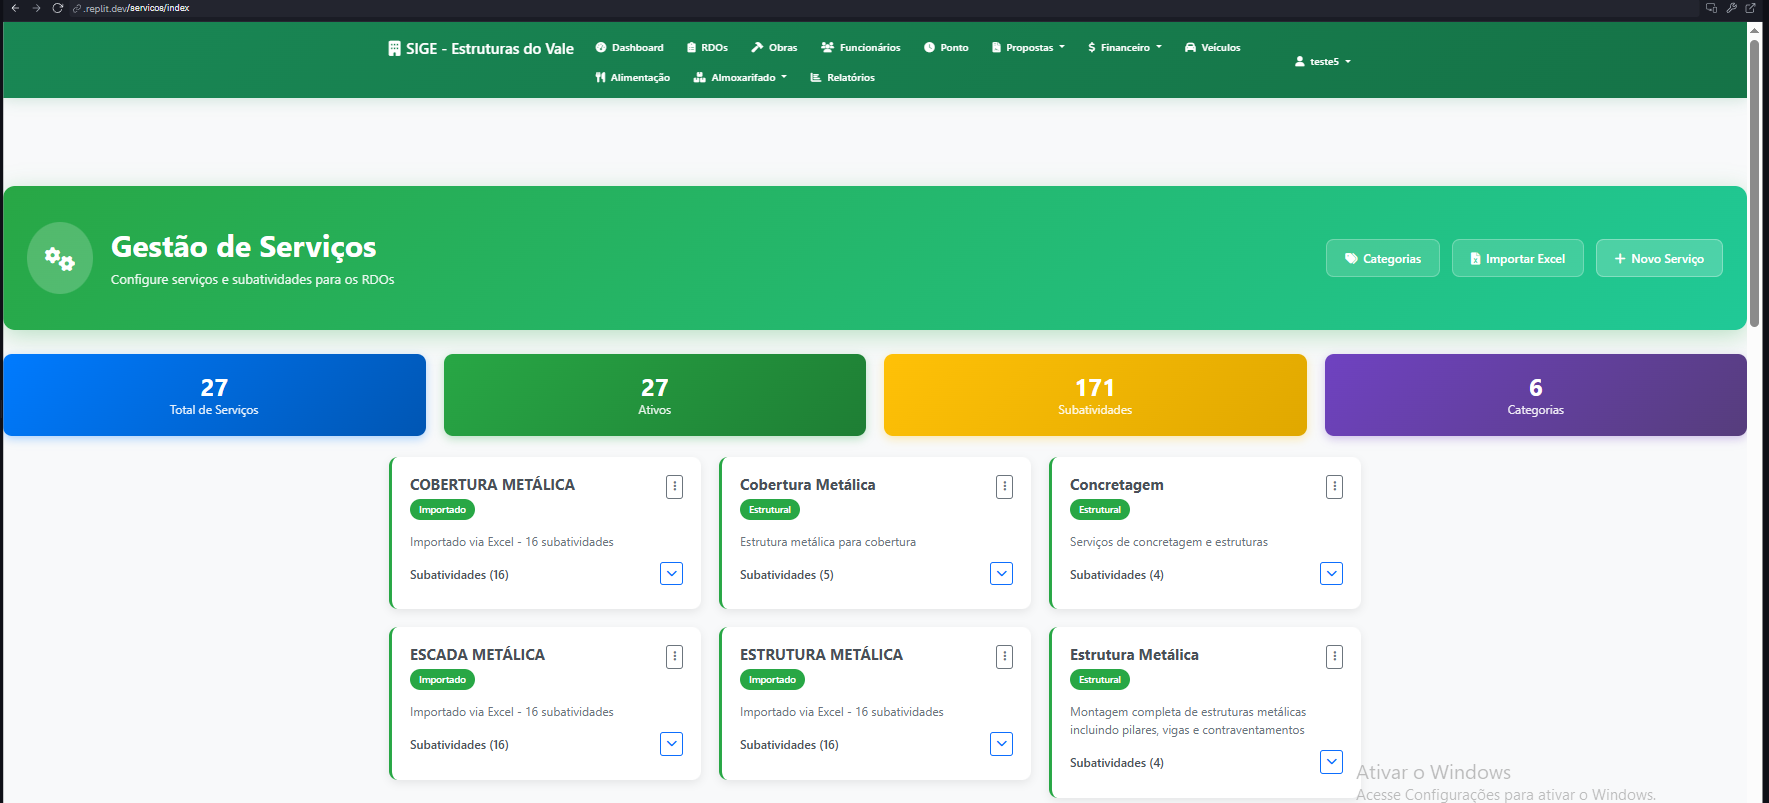 .replit.dev/servicos/index
SIGE - Estruturas do Vale
Dashboard RDOs Obras Funcionários Ponto Propostas Financeiro Veículos
Alimentação Almoxarifado Relatórios
teste5
Gestão de Serviços
Configure serviços e subatividades para os RDOs
Categorias Importar Excel Novo Serviço
27
Total de Serviços
27
Ativos
171
Subatividades
6
Categorias
COBERTURA METÁLICA
Importado
Importado via Excel - 16 subatividades
Subatividades (16)
Cobertura Metálica
Estrutural
Estrutura metálica para cobertura
Subatividades (5)
Concretagem
Estrutural
Serviços de concretagem e estruturas
Subatividades (4)
ESCADA METÁLICA
Importado
Importado via Excel - 16 subatividades
Subatividades (16)
ESTRUTURA METÁLICA
Importado
Importado via Excel - 16 subatividades
Subatividades (16)
Estrutura Metálica
Estrutural
Montagem completa de estruturas metálicas
incluindo pilares, vigas e contraventamentos
Subatividades (4)
Ativar o Windows
Acesse Configurações para ativar o Windows.